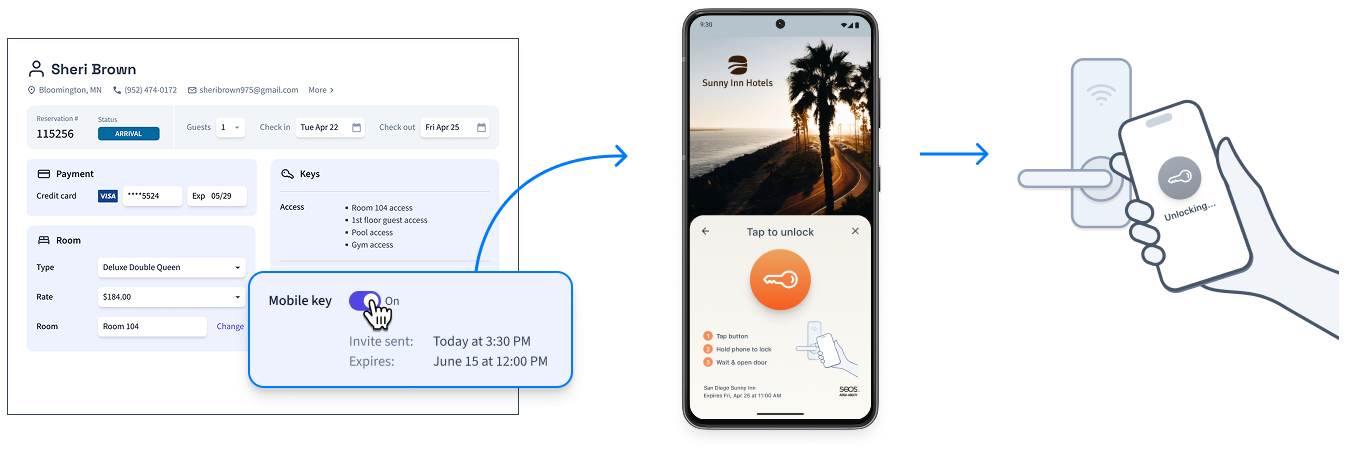 Sheri Brown
Bloomington, MN (952) 474-0172 sheribrown975@gmail.com More
Reservation # Status
115256 ARRIVAL
Guests 1 Check in Tue Apr 22 Check out Fri Apr 25
Payment
Credit card VISA ****5524 Exp 05/29
Room
Type Deluxe Double Queen
Rate $184.00
Room Room 104 Change
Keys
Access
Room 104 access
1st floor guest access
Pool access
Gym access
Mobile key On
Invite sent: Today at 3:30 PM
Expires: June 15 at 12:00 PM
9:30
Sunny Inn Hotels
Tap to unlock
1 Tap button
2 Hold phone to lock
3 Wait & open door
San Diego Sunny Inn
Expires Fri, Apr 25 at 11:00 AM
seos.
ASSA ABLOY
Unlocking...